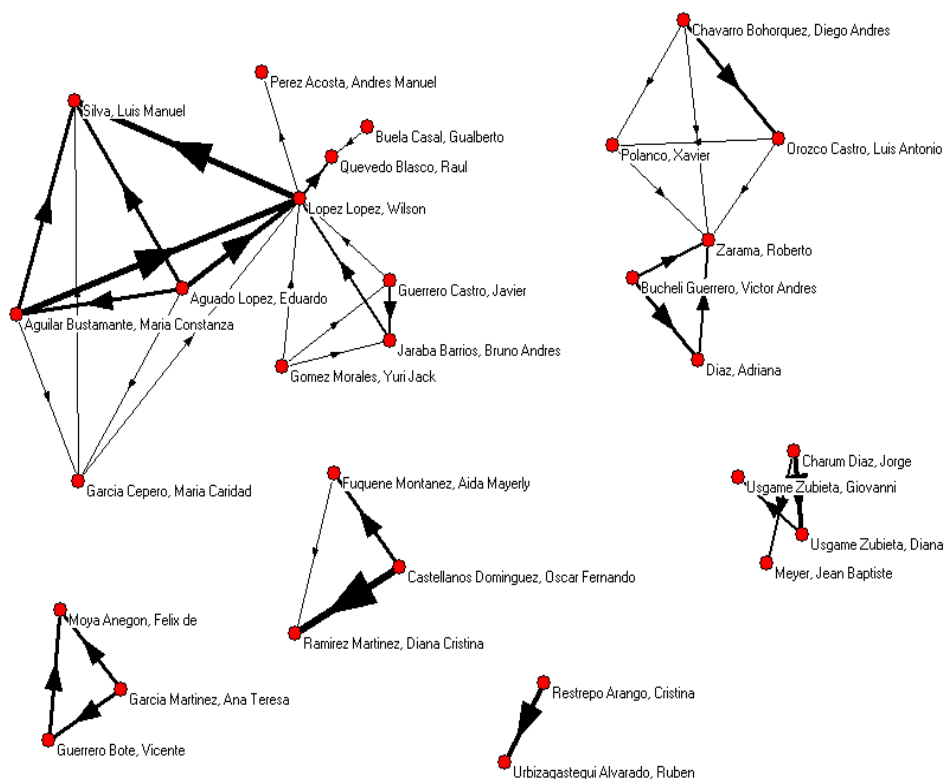 Chavarro Bohorquez, Diego Andres
Perez Acosta, Andres Manuel
Silva, Luis Manuel
Buela Casal, Gualberto
Polanco, Xavier
Orozco Castro, Luis Antonio
Quevedo Blasco, Raul
Lopez Lopez, Wilson
Zarama, Roberto
Guerrero Castro, Javier
Bucheli Guerrero, Victor Andres
Aguado Lopez, Eduardo
Aguilar Bustamante, Maria Constanza
Jaraba Barrios, Bruno Andres
Diaz, Adriana
Gomez Morales, Yuri Jack
Charum Diaz, Jorge
Garcia Cepero, Maria Caridad
Fuquene Montanez, Aida Mayerly
Usgame Zubieta, Giovanni
Usgame Zubieta, Diana
Castellanos Dominguez, Oscar Fernando
Meyer, Jean Baptiste
Moya Anegon, Felix de
Ramirez Martinez, Diana Cristina
Garcia Martinez, Ana Teresa
Restrepo Arango, Cristina
Guerrero Bote, Vicente
Urbizagastegui Alvarado, Ruben